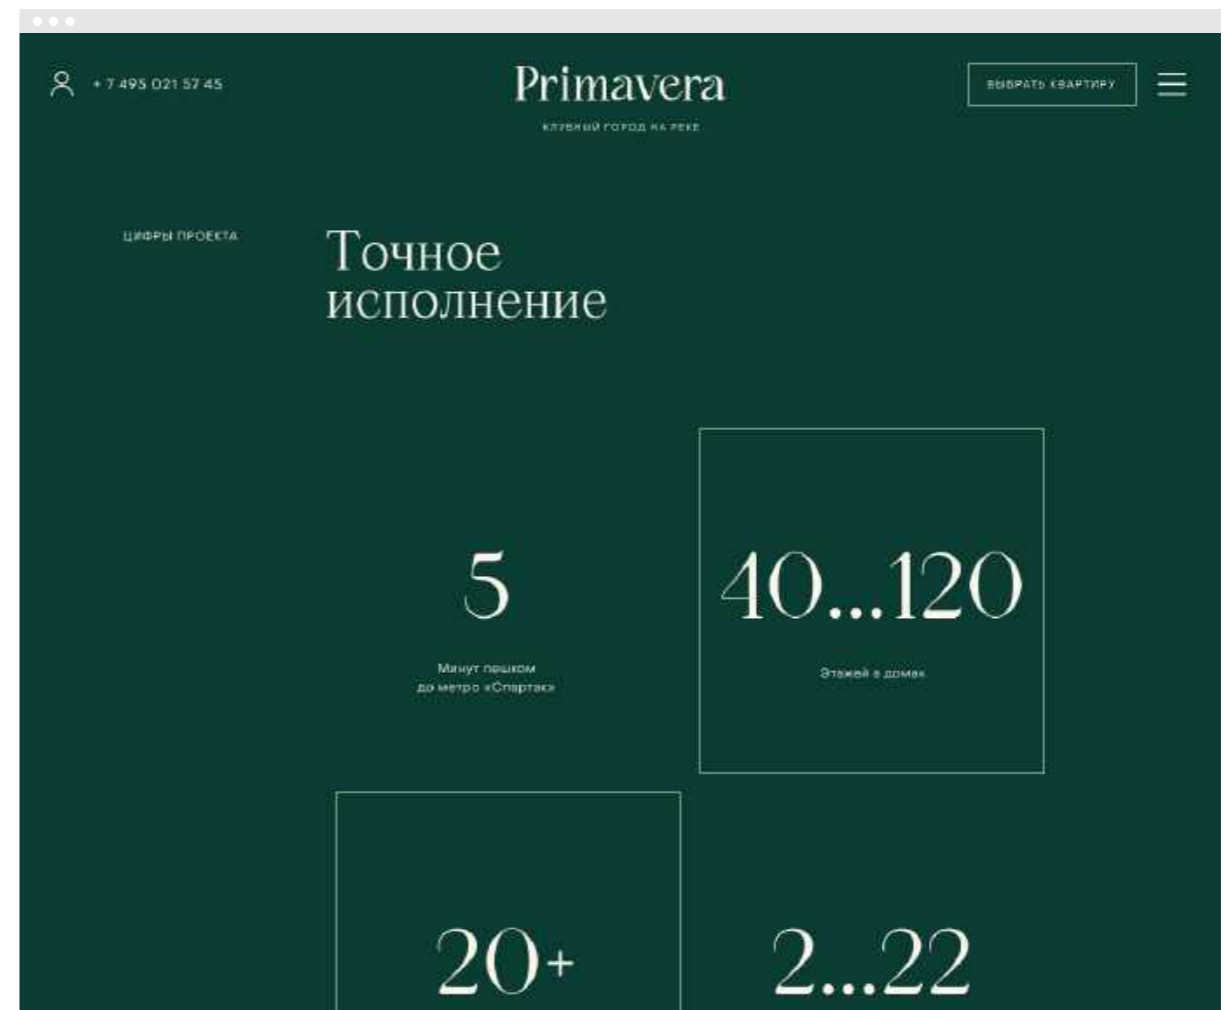 + 7 495 021 57 45
Primavera
КЛУБНЫЙ ГОРОД НА РЕКЕ
ВЫБРАТЬ КВАРТИРУ
ЦИФРЫ ПРОЕКТА
Точное
исполнение
5
Минут пешком
до метро «Спартак»
40...120
Этажей в домах
20+
2...22